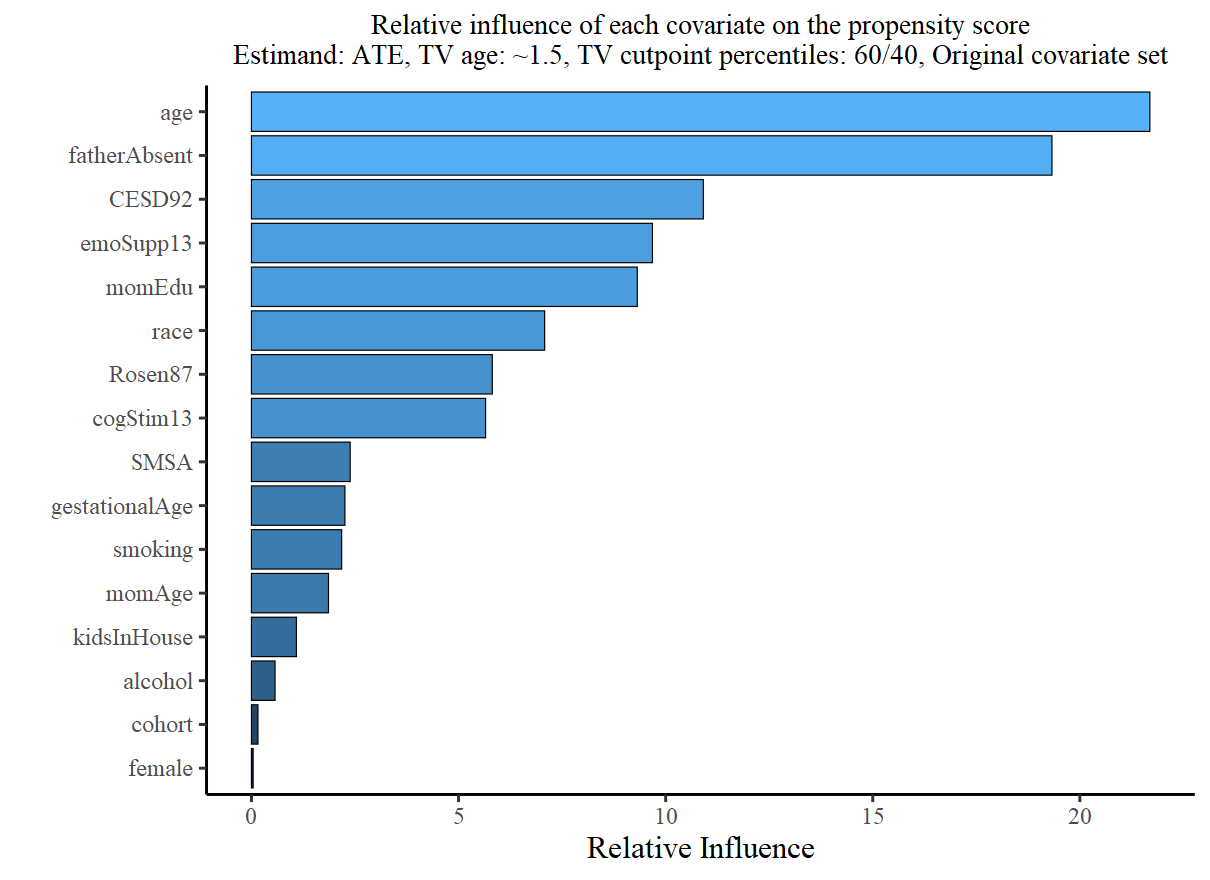 Relative influence of each covariate on the propensity score
Estimand: ATE, TV age: ~1.5, TV cutpoint percentiles: 60/40, Original covariate set
age
fatherAbsent
CESD92
emoSupp13
momEdu
race
Rosen87
cogStim13
SMSA
gestationalAge
smoking
momAge
kidsInHouse
alcohol
cohort
female
0 5 10 15 20
Relative Influence